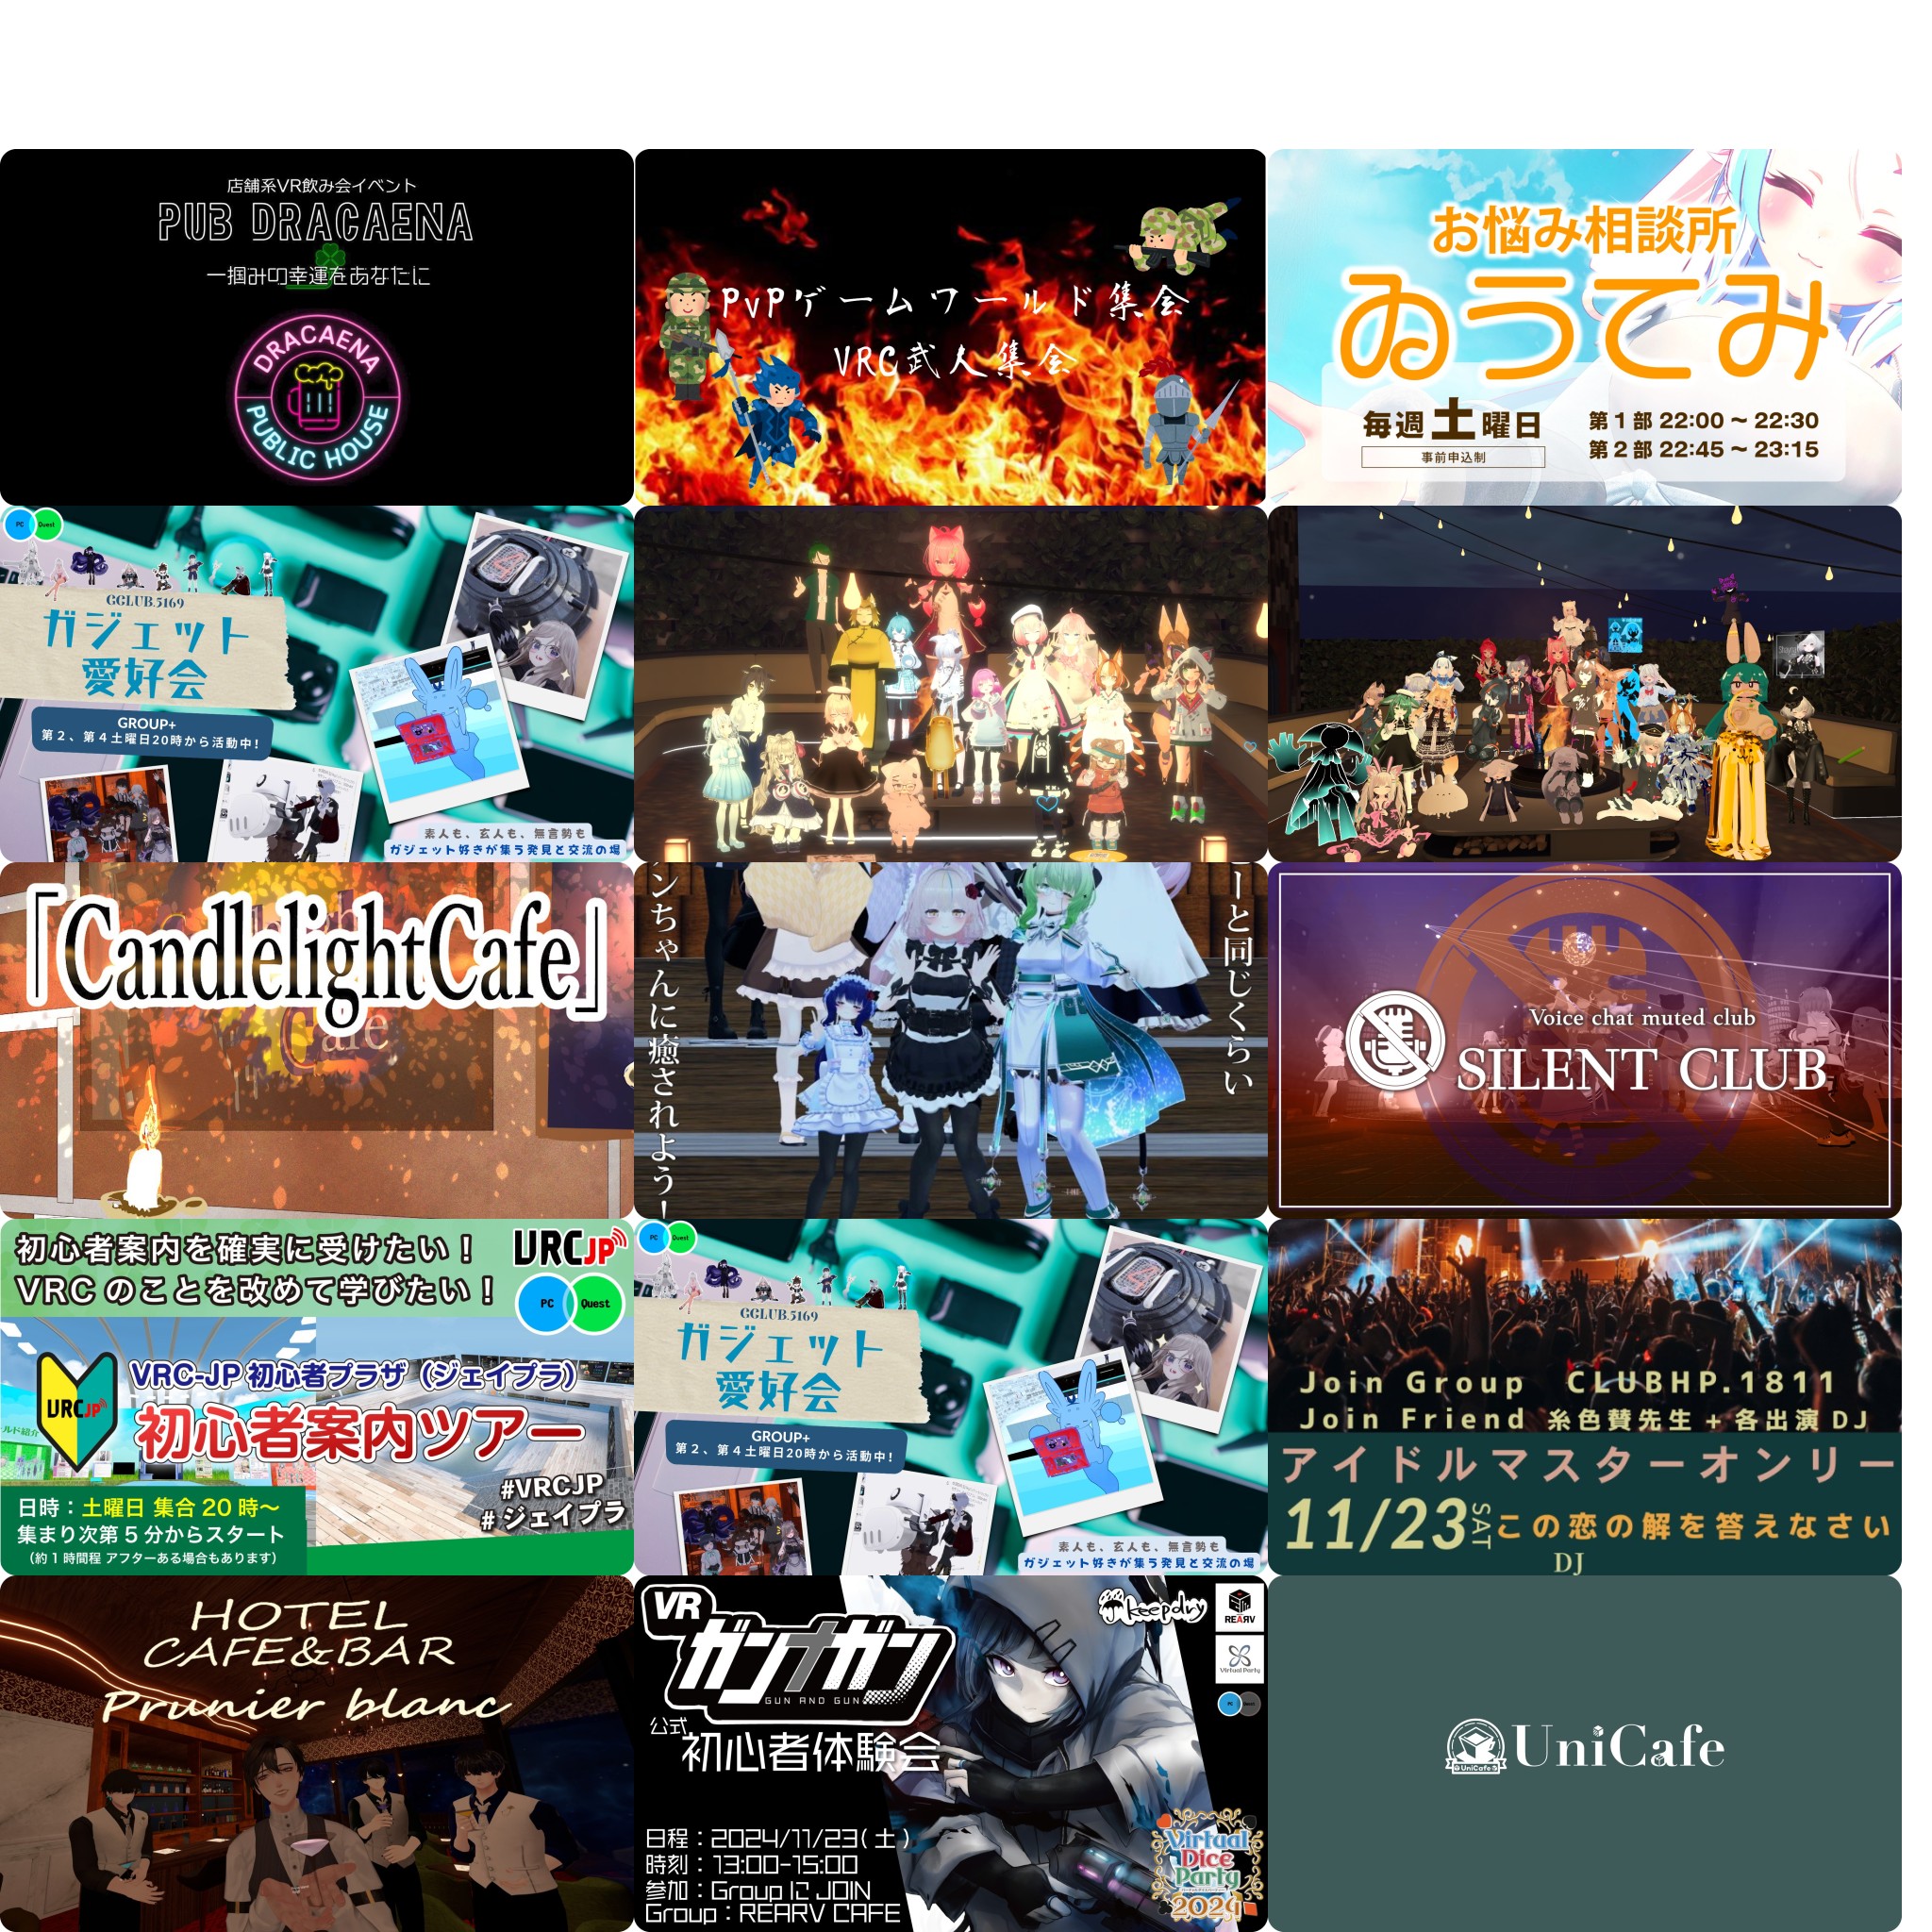 店舗系VR飲み会イベント
PUB DRACAENA
一掴みの幸運をあなたに
DRACAENA
PUBLIC HOUSE
PvPゲームワールド集会
VRC武人集会
お悩み相談所
ゐうてみ
毎週土曜日
事前申込制
第1部 22:00 ~ 22:30
第2部 22:45 ~ 23:15
PC Quest
GCLUB.5169
ガジェット
愛好会
GROUP+
第２、第４土曜日20時から活動中!
素人も、玄人も、無言勢も
ガジェット好きが集う発見と交流の場
「CandlelightCafe」
Cafe
ーと同じくらい
ンちゃんに癒されよう!
Voice chat muted club
SILENT CLUB
初心者案内を確実に受けたい!
VRCのことを改めて学びたい!
VRCJP
PC Quest
VRC-JP 初心者プラザ（ジェイプラ）
VRCJP
初心者案内ツアー
#VRCJP
#ジェイプラ
日時：土曜日 集合20時～
集まり次第5分からスタート
（約1時間程 アフターある場合もあります）
PC Quest
GCLUB.5169
ガジェット
愛好会
GROUP+
第２、第４土曜日20時から活動中!
素人も、玄人も、無言勢も
ガジェット好きが集う発見と交流の場
Join Group CLUBHP.1811
Join Friend 糸色賛先生 + 各出演DJ
アイドルマスターオンリー
11/23 SAT この恋の解を答えなさい
DJ
HOTEL
CAFE&BAR
Prunier blanc
VR
ガンナガン
GUN AND GUN
公式
初心者体験会
keepdry
REARV
Virtual Party
PC Quest
日程：2024/11/23(土)
時刻：13:00-15:00
参加：Group に JOIN
Group：REARV CAFE
Virtual
Dice
Party
2024
UniCafe
UniCafe